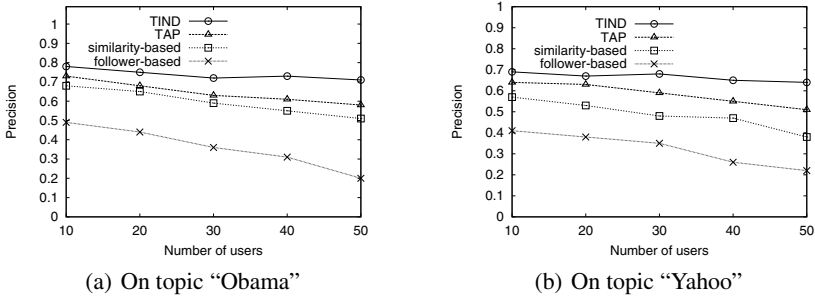 TIND
TAP
similarity-based
follower-based
1
0.9
0.8
0.7
0.6
0.5
0.4
0.3
0.2
0.1
0
Precision
10 20 30 40 50
Number of users
(a) On topic “Obama”
TIND
TAP
similarity-based
follower-based
1
0.9
0.8
0.7
0.6
0.5
0.4
0.3
0.2
0.1
0
Precision
10 20 30 40 50
Number of users
(b) On topic “Yahoo”